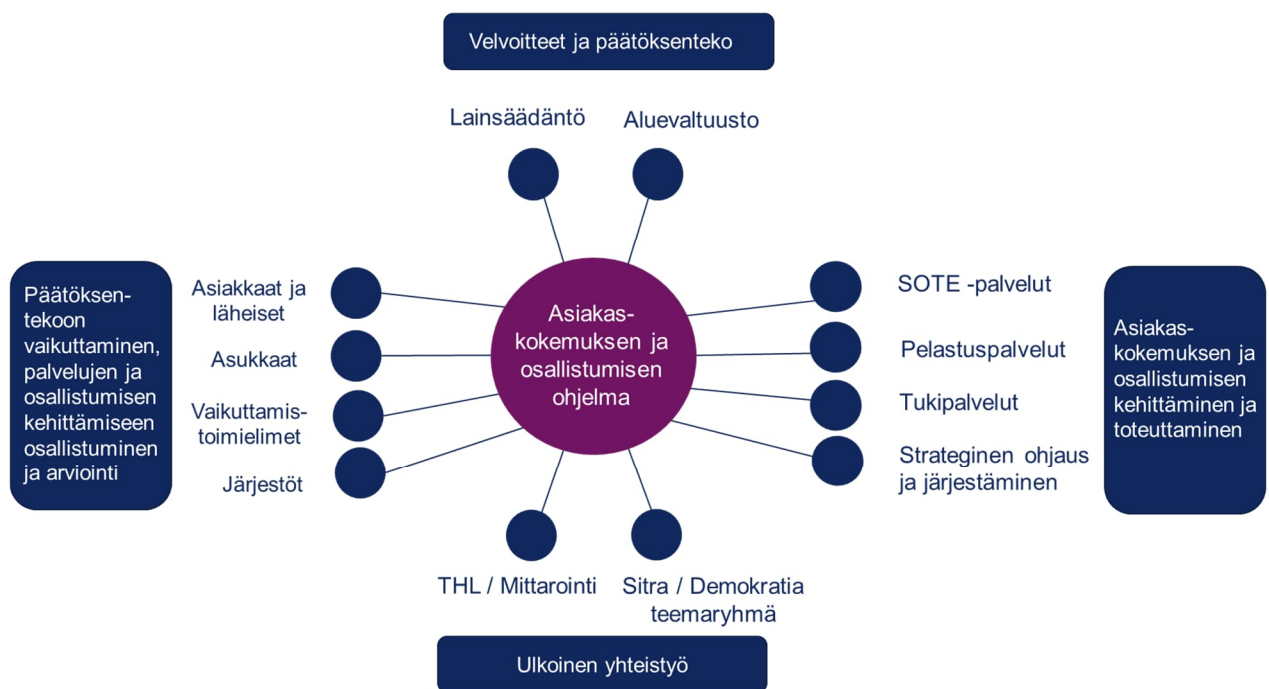 Velvoitteet ja päätöksenteko
Lainsäädäntö
Aluevaltuusto
Päätöksen-
tekoon
vaikuttaminen,
palvelujen ja
osallistumisen
kehittämiseen
osallistuminen
ja arviointi
Asiakkaat ja
läheiset
Asukkaat
Vaikuttamis-
toimielimet
Järjestöt
Asiakas-
kokemuksen ja
osallistumisen
ohjelma
SOTE -palvelut
Pelastuspalvelut
Tukipalvelut
Strateginen ohjaus
ja järjestäminen
Asiakas-
kokemuksen ja
osallistumisen
kehittäminen ja
toteuttaminen
THL / Mittarointi
Sitra / Demokratia
teemaryhmä
Ulkoinen yhteistyö